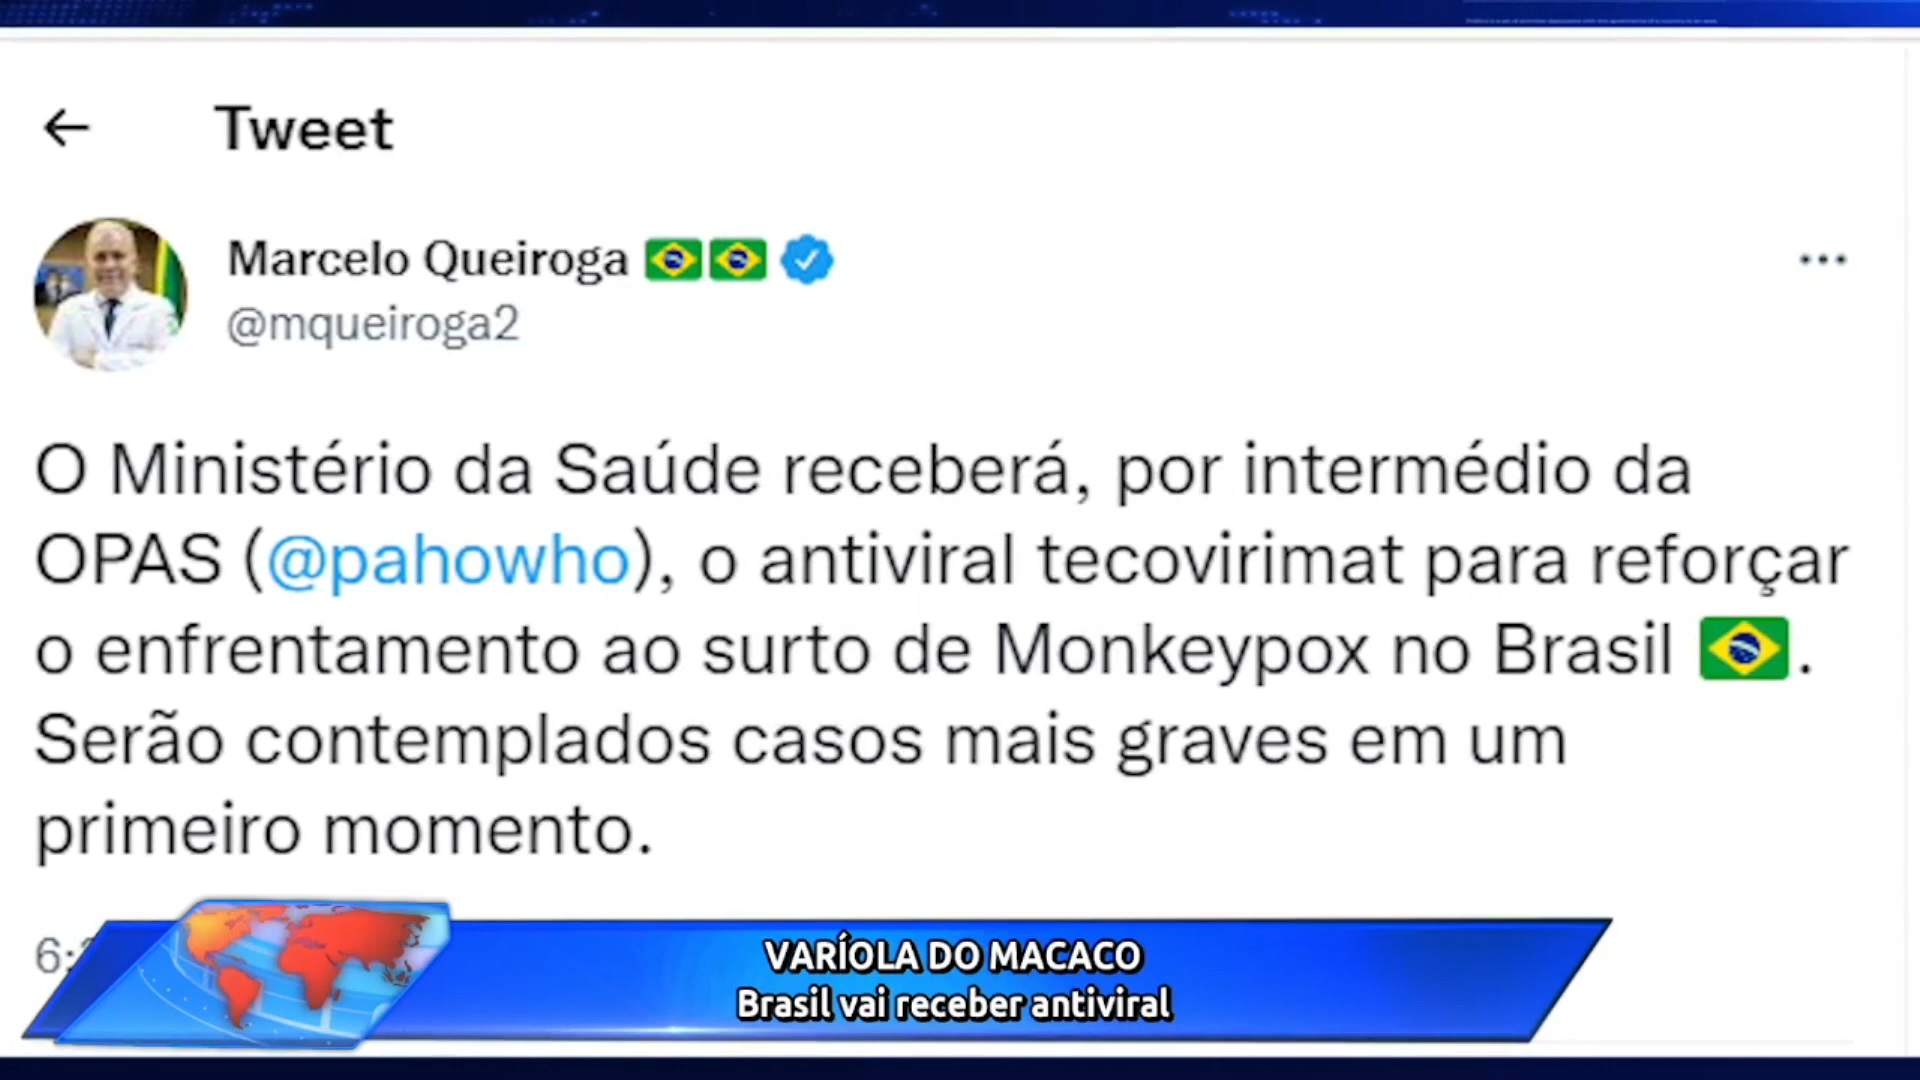 Tweet
Marcelo Queiroga 🇧🇷🇧🇷
@mqueiroga2
O Ministério da Saúde receberá, por intermédio da
OPAS (@pahowho), o antiviral tecovirimat para reforçar
o enfrentamento ao surto de Monkeypox no Brasil 🇧🇷.
Serão contemplados casos mais graves em um
primeiro momento.
VARÍOLA DO MACACO
Brasil vai receber antiviral